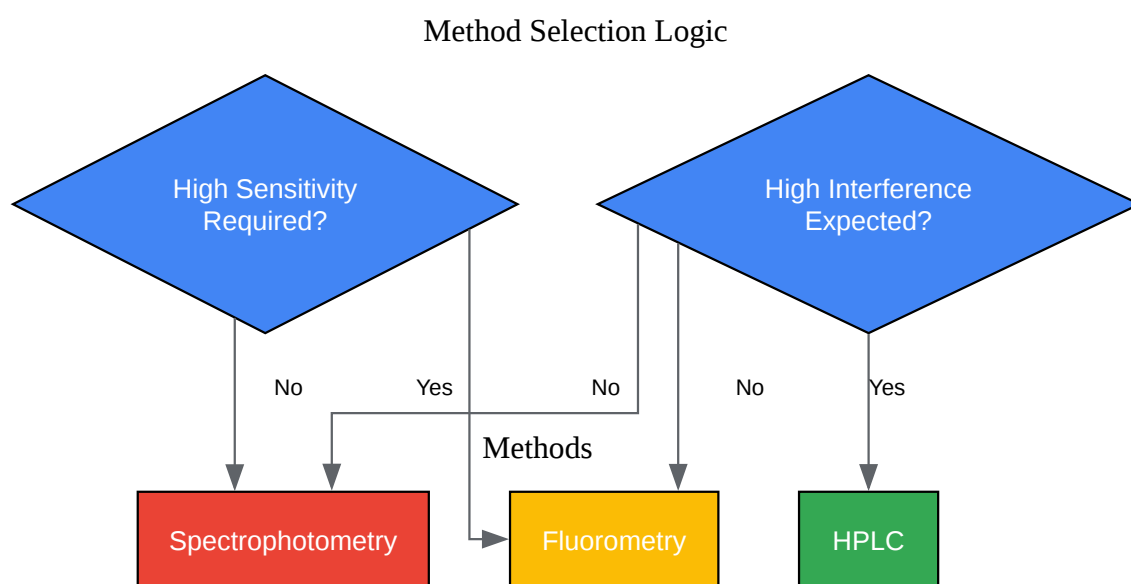 Method Selection Logic
High Sensitivity
Required?
High Interference
Expected?
No
Yes
No
No
Yes
Methods
Spectrophotometry
Fluorometry
HPLC